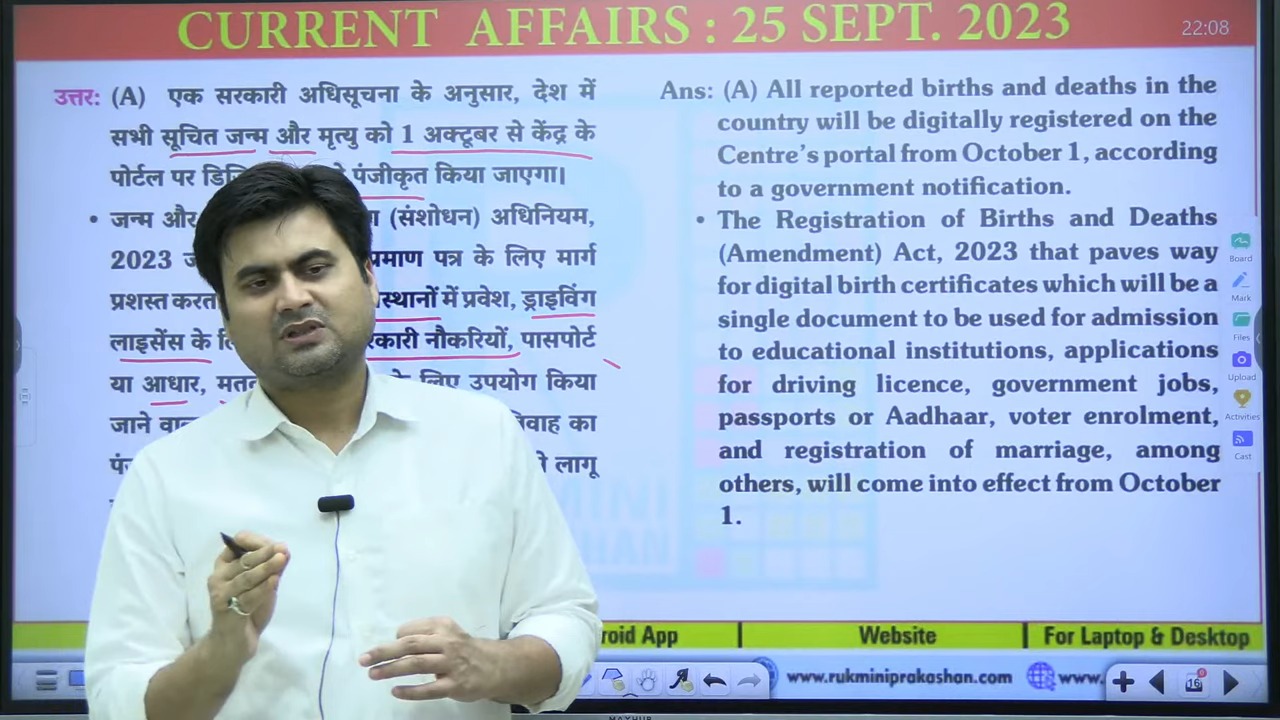 CURRENT AFFAIRS : 25 SEPT. 2023
22:08
उत्तर: (A) एक सरकारी अधिसूचना के अनुसार, देश में
सभी सूचित जन्म और मृत्यु को 1 अक्टूबर से केंद्र के
पोर्टल पर पंजीकृत किया जाएगा।
• जन्म और (संशोधन) अधिनियम,
2023 प्रमाण पत्र के लिए मार्ग
प्रशस्त में प्रवेश, ड्राइविंग
लाइसेंस के नौकरियों, पासपोर्ट
या आधार, के लिए उपयोग किया
जाने का
लागू
Ans: (A) All reported births and deaths in the
country will be digitally registered on the
Centre's portal from October 1, according
to a government notification.
• The Registration of Births and Deaths
(Amendment) Act, 2023 that paves way
for digital birth certificates which will be a
single document to be used for admission
to educational institutions, applications
for driving licence, government jobs,
passports or Aadhaar, voter enrolment,
and registration of marriage, among
others, will come into effect from October
1.
Board
Mark
Files
Upload
Activities
Cast
App
Website
For Laptop & Desktop
www.rukminiprakashan.com
www.
16